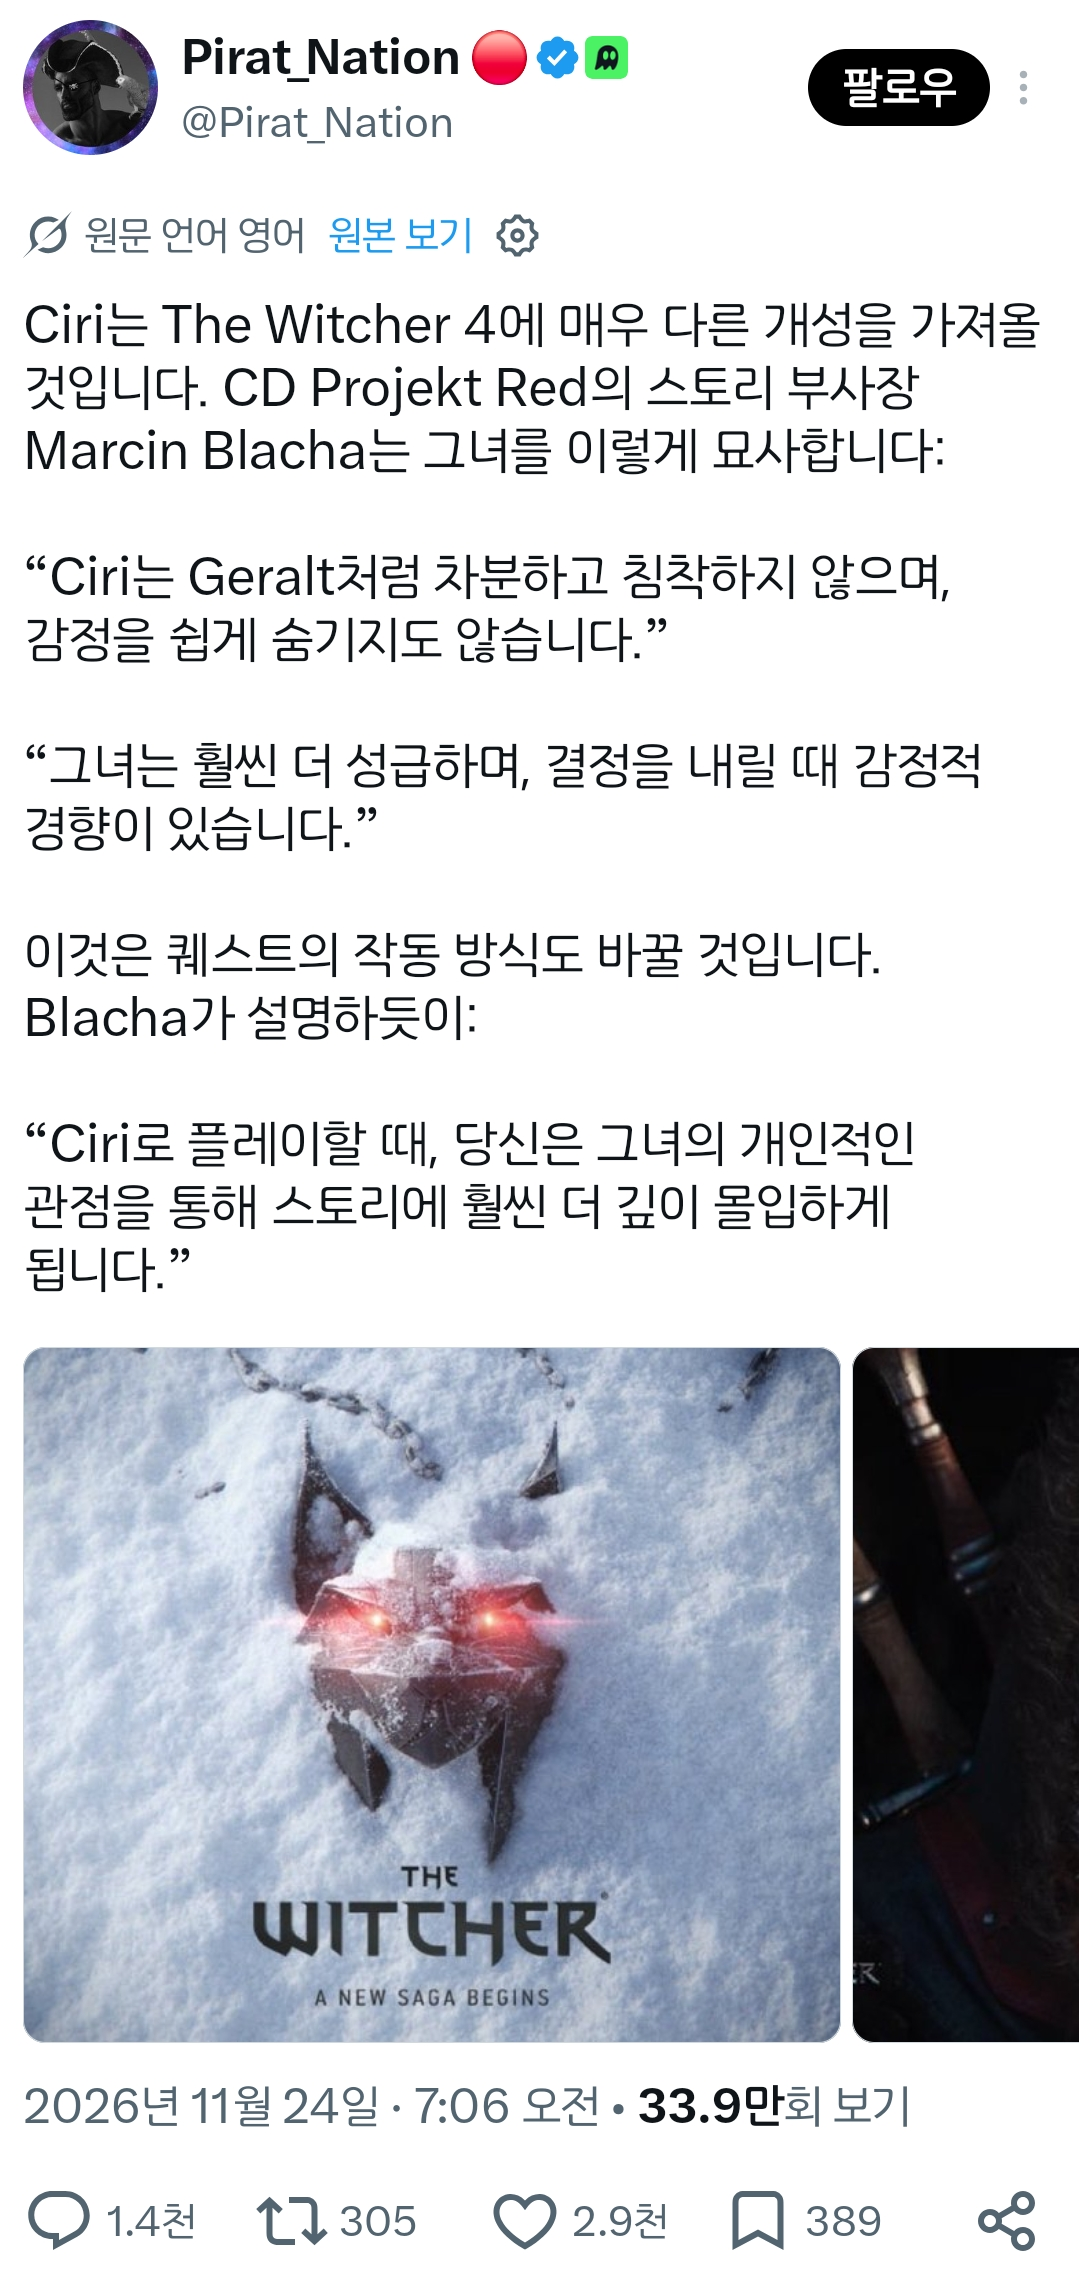 Pirat_Nation
@Pirat_Nation
팔로우
원문 언어 영어 원본 보기
Ciri는 The Witcher 4에 매우 다른 개성을 가져올
것입니다. CD Projekt Red의 스토리 부사장
Marcin Blacha는 그녀를 이렇게 묘사합니다:
“Ciri는 Geralt처럼 차분하고 침착하지 않으며,
감정을 쉽게 숨기지도 않습니다.”
“그녀는 훨씬 더 성급하며, 결정을 내릴 때 감정적
경향이 있습니다.”
이것은 퀘스트의 작동 방식도 바꿀 것입니다.
Blacha가 설명하듯이:
“Ciri로 플레이할 때, 당신은 그녀의 개인적인
관점을 통해 스토리에 훨씬 더 깊이 몰입하게
됩니다.”
THE
WITCHER
A NEW SAGA BEGINS
ER
2026년 11월 24일 · 7:06 오전 • 33.9만회 보기
1.4천 305 2.9천 389